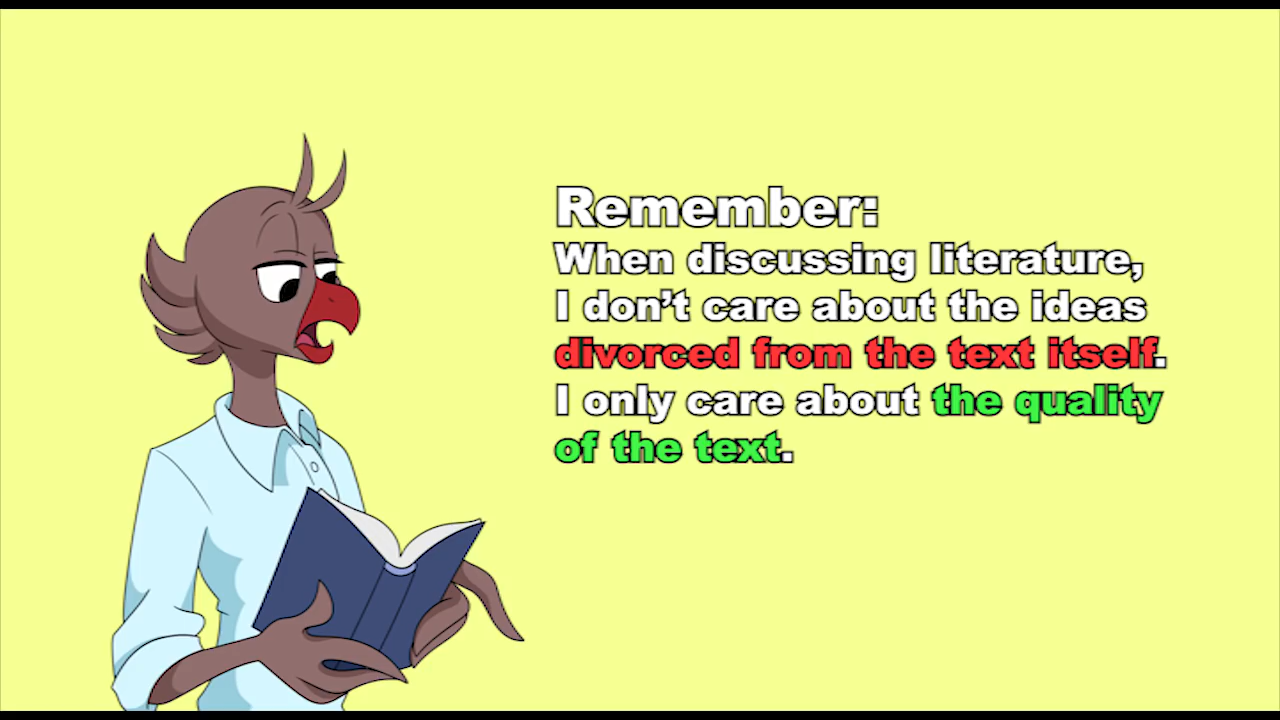 Remember:
When discussing literature,
I don’t care about the ideas
divorced from the text itself.
I only care about the quality
of the text.